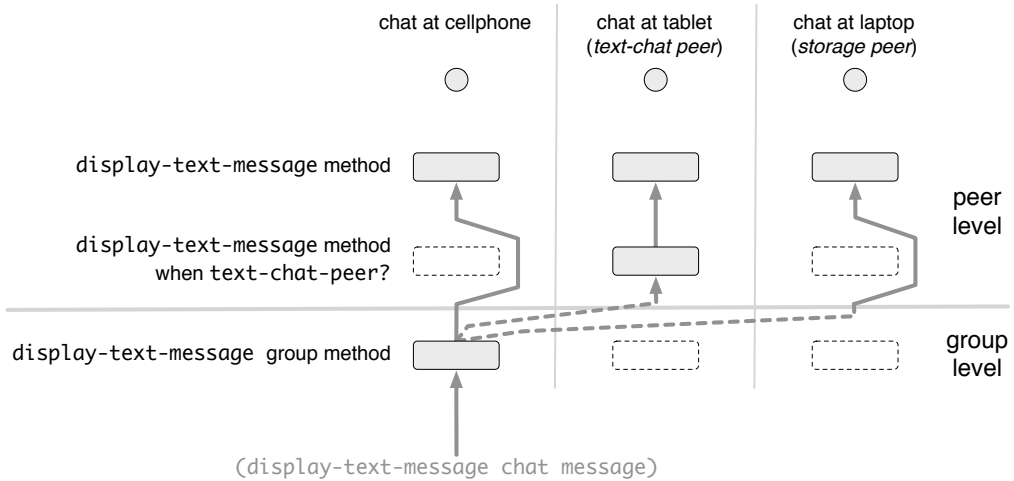 chat at cellphone
chat at tablet
(text-chat peer)
chat at laptop
(storage peer)
display-text-message method
peer
level
display-text-message method
when text-chat-peer?
display-text-message group method
group
level
(display-text-message chat message)